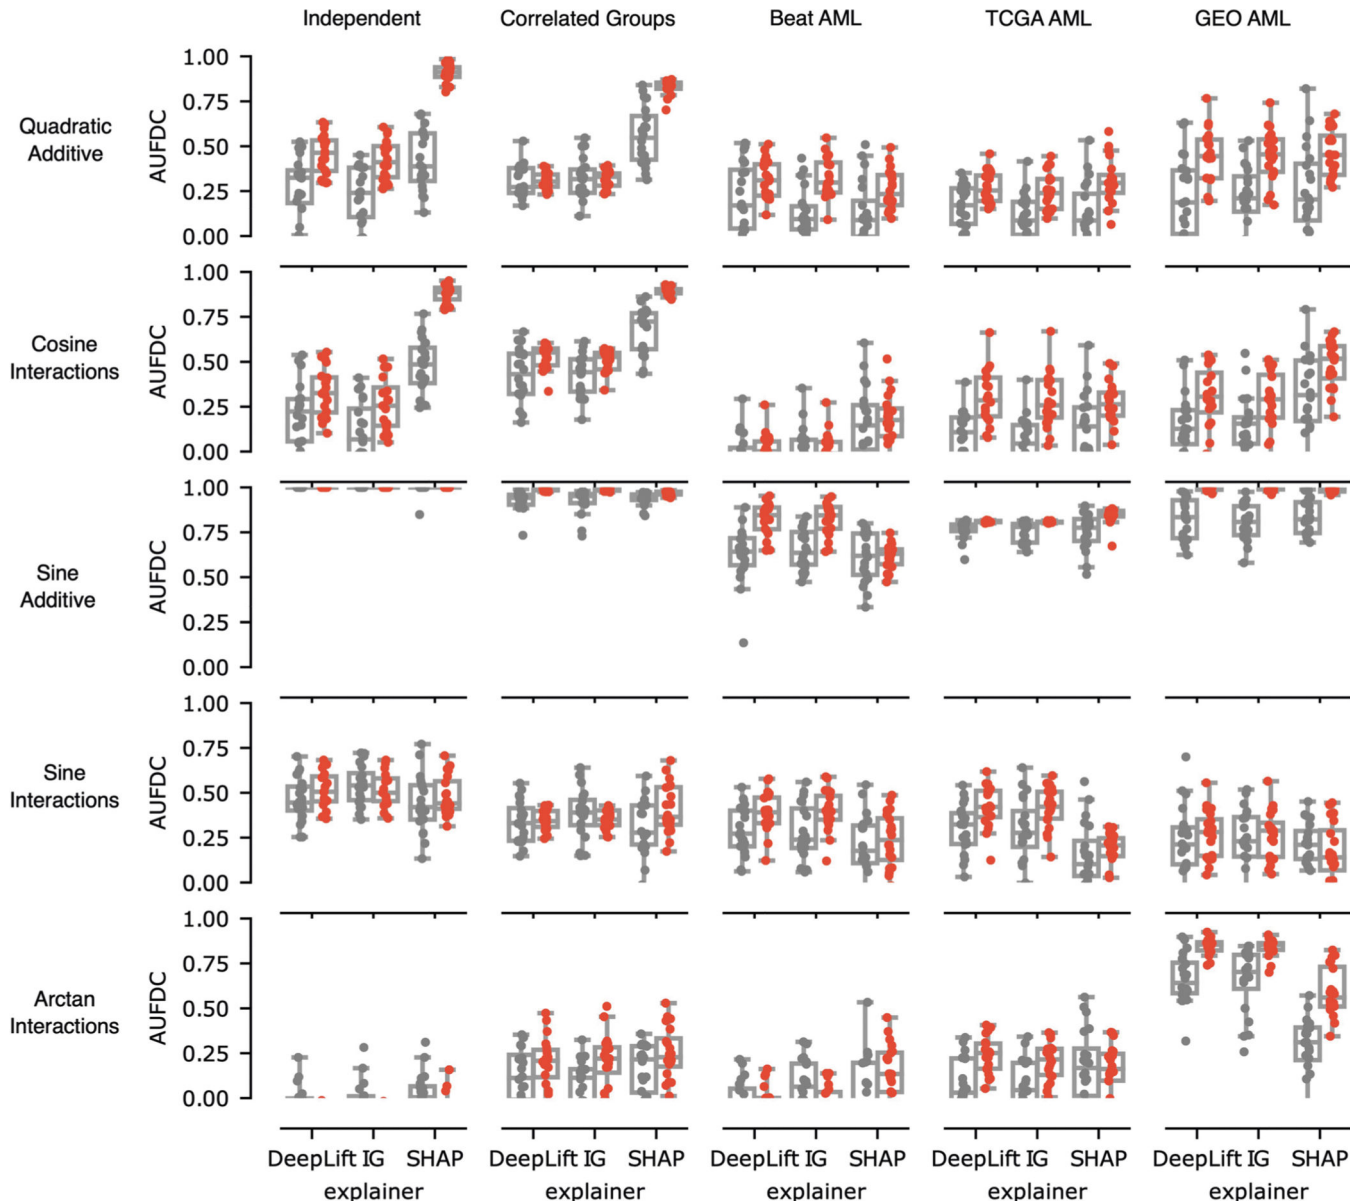 Independent Correlated Groups Beat AML TCGA AML GEO AML
Quadratic
Additive
AUFDC
1.00
0.75
0.50
0.25
0.00
Cosine
Interactions
AUFDC
1.00
0.75
0.50
0.25
0.00
Sine
Additive
AUFDC
1.00
0.75
0.50
0.25
0.00
Sine
Interactions
AUFDC
1.00
0.75
0.50
0.25
0.00
Arctan
Interactions
AUFDC
1.00
0.75
0.50
0.25
0.00
DeepLift IG SHAP DeepLift IG SHAP DeepLift IG SHAP DeepLift IG SHAP DeepLift IG SHAP
explainer explainer explainer explainer explainer